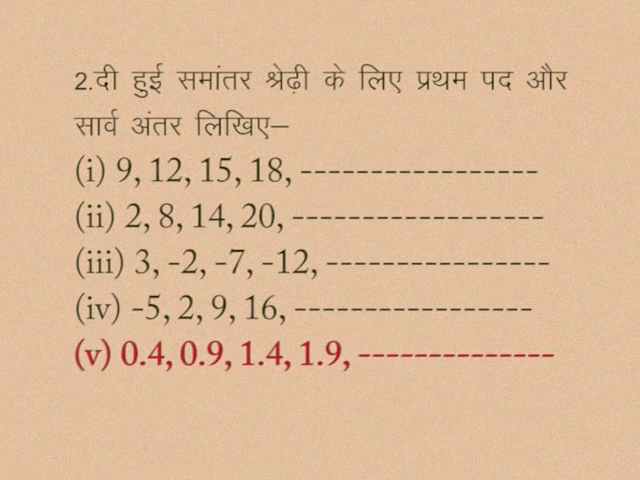 2.दी हुई समांतर श्रेढ़ी के लिए प्रथम पद और
सार्व अंतर लिखिए–
(i) 9, 12, 15, 18, -----------------
(ii) 2, 8, 14, 20, ------------------
(iii) 3, -2, -7, -12, ----------------
(iv) -5, 2, 9, 16, -----------------
(v) 0.4, 0.9, 1.4, 1.9, --------------